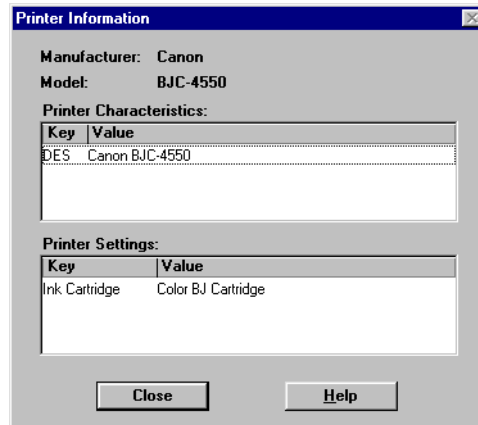 Printer Information
Manufacturer: Canon
Model: BJC-4550
Printer Characteristics:
Key Value
DES Canon BJC-4550
Printer Settings:
Key Value
Ink Cartridge Color BJ Cartridge
Close Help